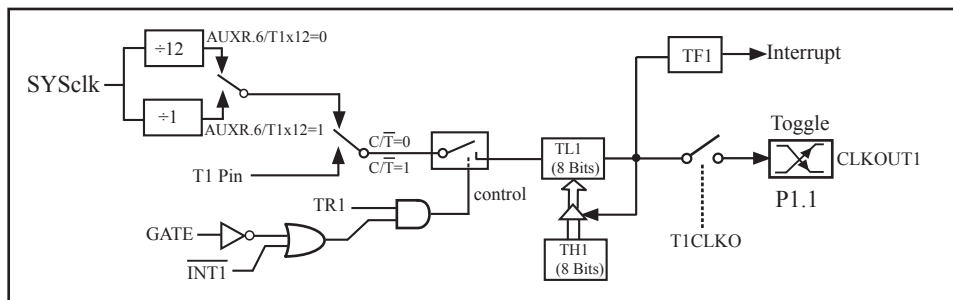 SYSclk
÷12
AUXR.6/T1x12=0
÷1
AUXR.6/T1x12=1
T1 Pin
C/T̅=0
C/T̅=1
control
TR1
GATE
I̅N̅T̅1̅
TL1
(8 Bits)
TH1
(8 Bits)
TF1
Interrupt
Toggle
CLKOUT1
P1.1
T1CLKO